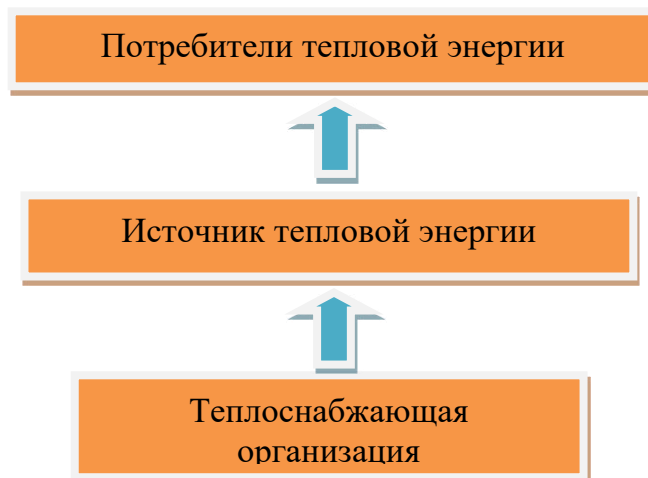 Потребители тепловой энергии
Источник тепловой энергии
Теплоснабжающая
организация